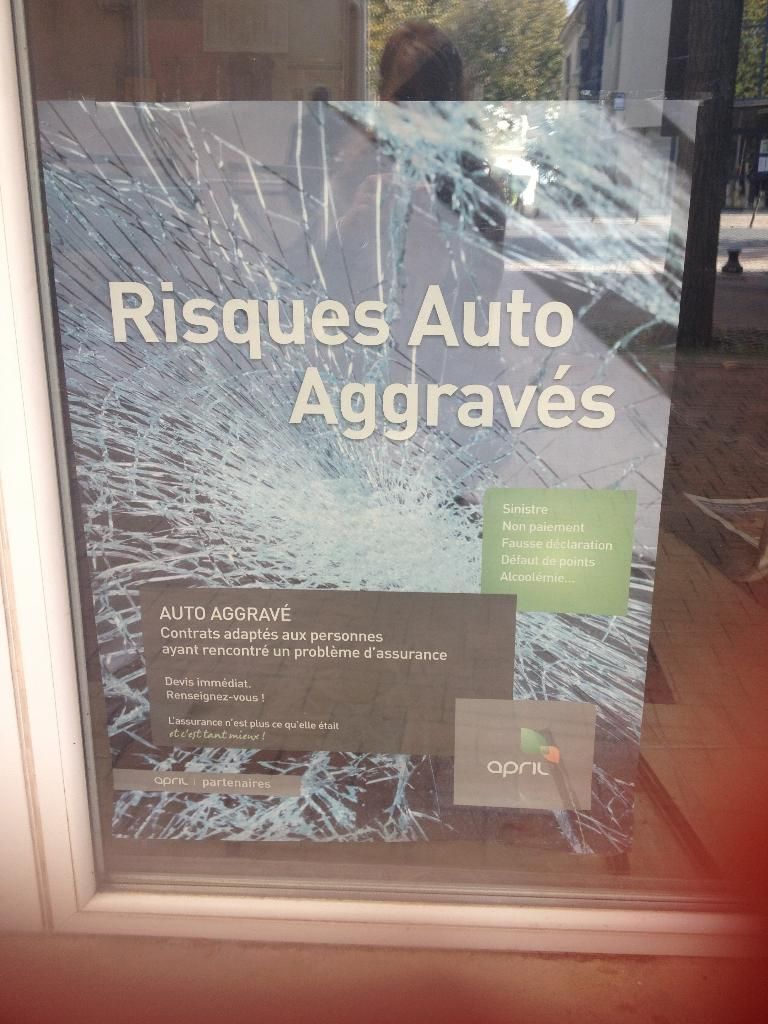 Risques Auto
Aggravés
Sinistre
Non paiement
Fausse déclaration
Défaut de points
Alcoolémie...
AUTO AGGRAVÉ
Contrats adaptés aux personnes
ayant rencontré un problème d'assurance
Devis immédiat.
Renseignez-vous !
L'assurance n'est plus ce qu'elle était
et c'est tant mieux !
april
april | partenaires